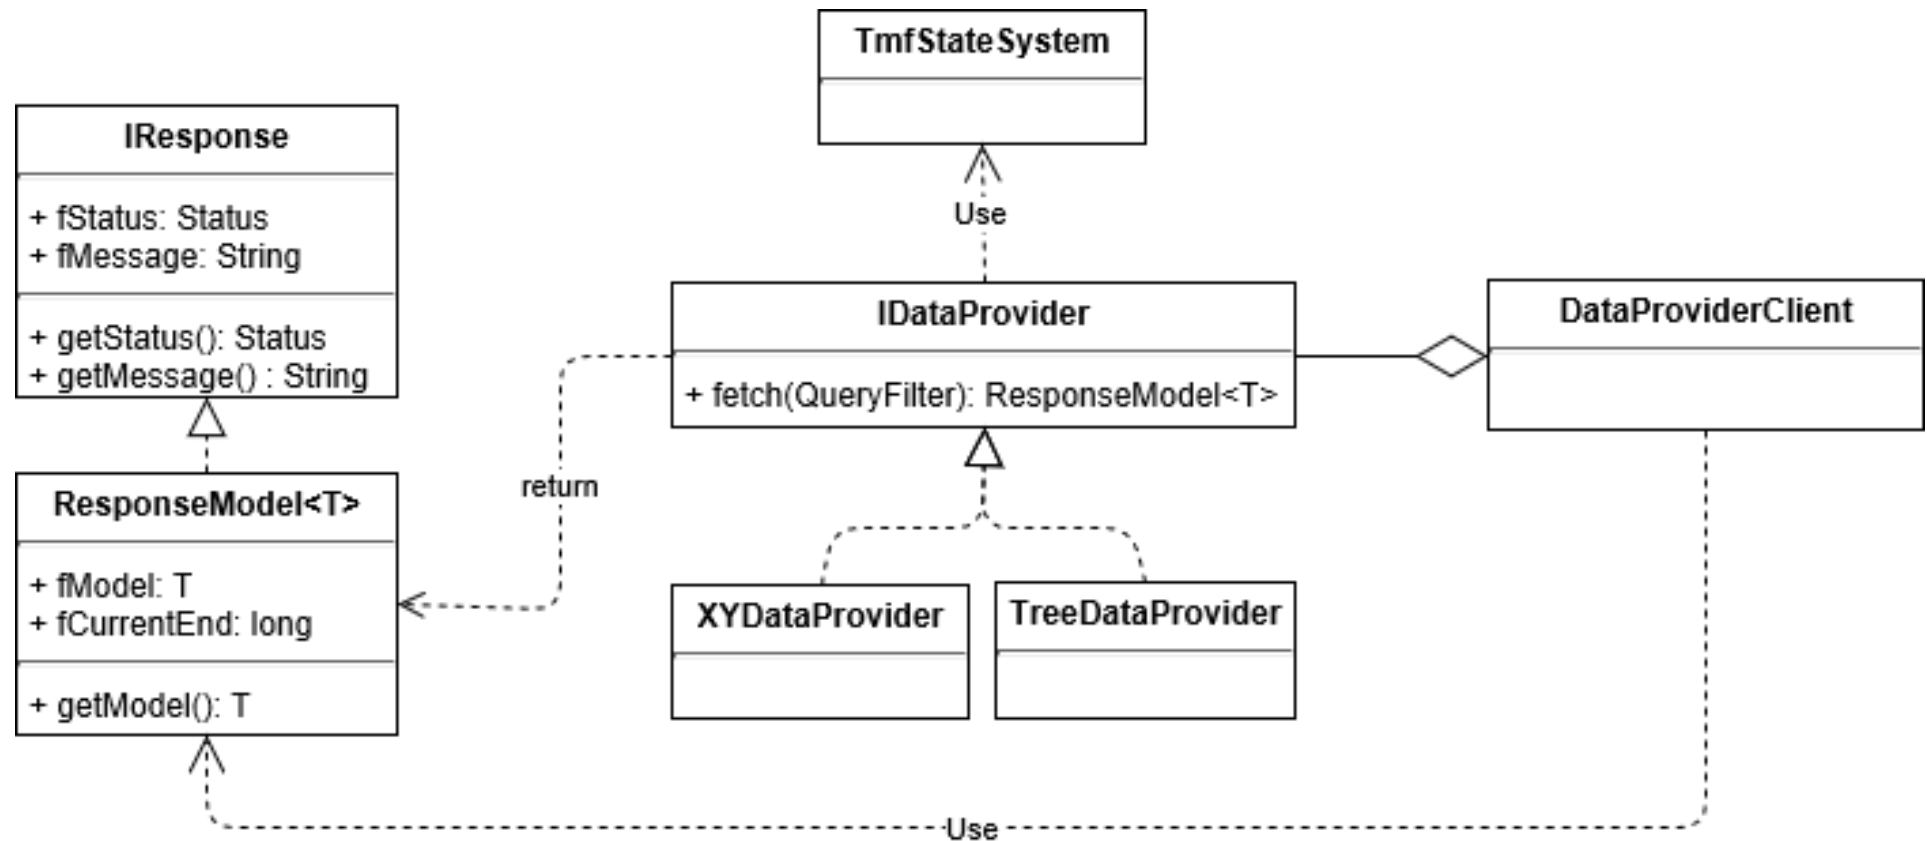 TmfStateSystem
IResponse
+ fStatus: Status
+ fMessage: String
+ getStatus(): Status
+ getMessage() : String
Use
IDataProvider
+ fetch(QueryFilter): ResponseModel<T>
DataProviderClient
return
ResponseModel<T>
+ fModel: T
+ fCurrentEnd: long
+ getModel(): T
XYDataProvider
TreeDataProvider
Use